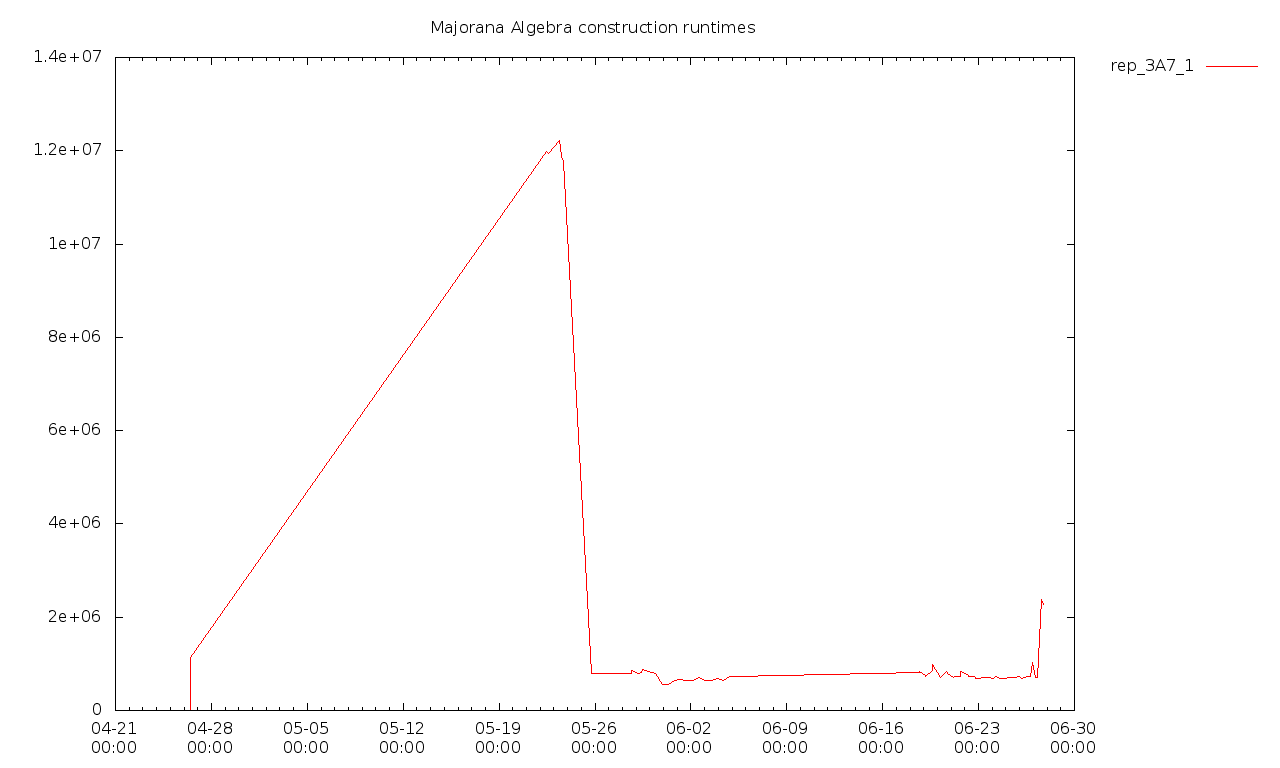 Majorana Algebra construction runtimes
rep_3A7_1
1.4e+07
1.2e+07
1e+07
8e+06
6e+06
4e+06
2e+06
0
04-21 04-28 05-05 05-12 05-19 05-26 06-02 06-09 06-16 06-23 06-30
00:00 00:00 00:00 00:00 00:00 00:00 00:00 00:00 00:00 00:00 00:00